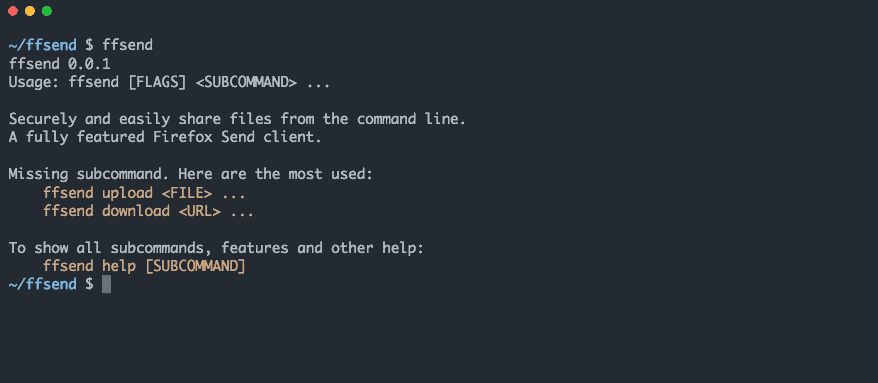 ~/ffsend $ ffsend
ffsend 0.0.1
Usage: ffsend [FLAGS] <SUBCOMMAND> ...
Securely and easily share files from the command line.
A fully featured Firefox Send client.
Missing subcommand. Here are the most used:
ffsend upload <FILE> ...
ffsend download <URL> ...
To show all subcommands, features and other help:
ffsend help [SUBCOMMAND]
~/ffsend $